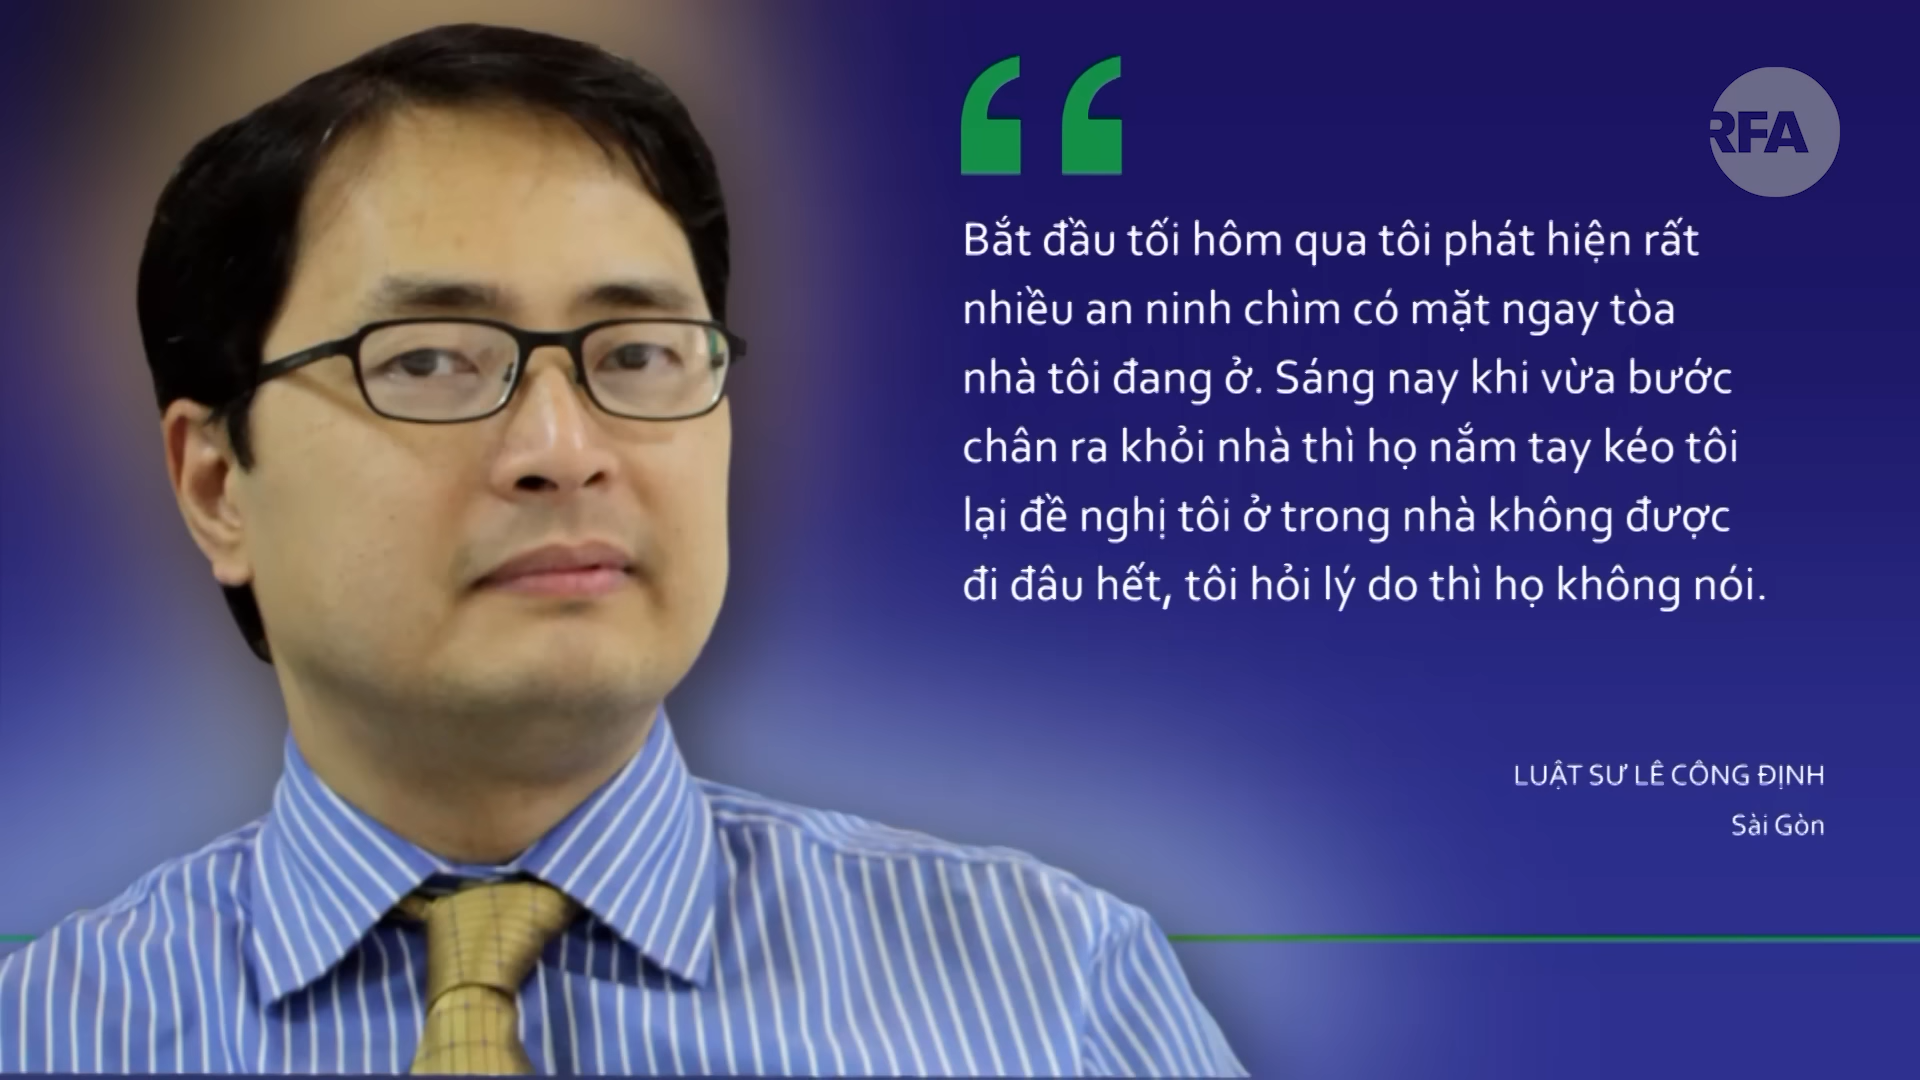 RFA
Bắt đầu tối hôm qua tôi phát hiện rất
nhiều an ninh chìm có mặt ngay tòa
nhà tôi đang ở. Sáng nay khi vừa bước
chân ra khỏi nhà thì họ nắm tay kéo tôi
lại đề nghị tôi ở trong nhà không được
đi đâu hết, tôi hỏi lý do thì họ không nói.
LUẬT SƯ LÊ CÔNG ĐỊNH
Sài Gòn